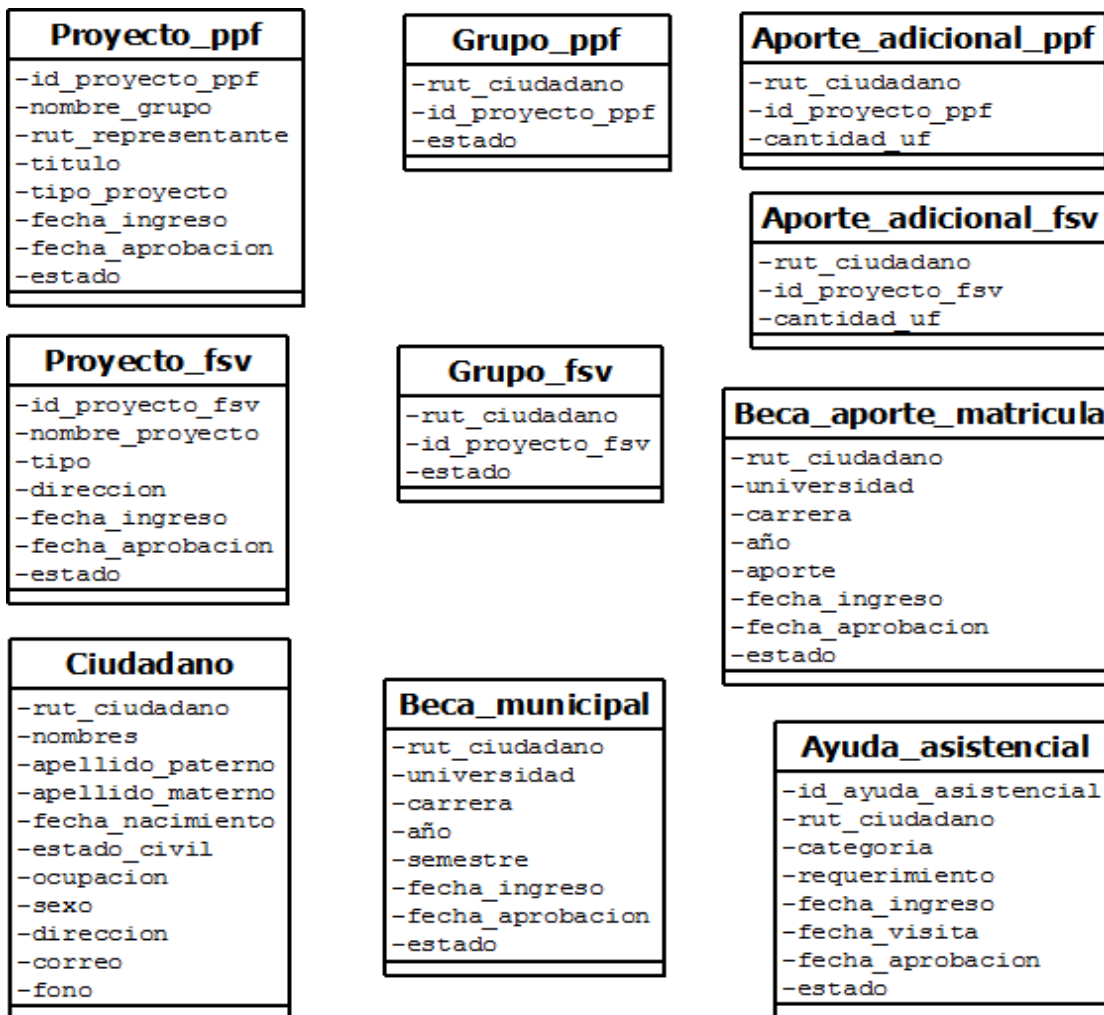 Proyecto_ppf
-id_proyecto_ppf
-nombre_grupo
-rut_representante
-titulo
-tipo_proyecto
-fecha_ingreso
-fecha_aprobacion
-estado
Grupo_ppf
-rut_ciudadano
-id_proyecto_ppf
-estado
Aporte_adicional_ppf
-rut_ciudadano
-id_proyecto_ppf
-cantidad_uf
Aporte_adicional_fsv
-rut_ciudadano
-id_proyecto_fsv
-cantidad_uf
Proyecto_fsv
-id_proyecto_fsv
-nombre_proyecto
-tipo
-direccion
-fecha_ingreso
-fecha_aprobacion
-estado
Grupo_fsv
-rut_ciudadano
-id_proyecto_fsv
-estado
Beca_aporte_matricula
-rut_ciudadano
-universidad
-carrera
-año
-aporte
-fecha_ingreso
-fecha_aprobacion
-estado
Ciudadano
-rut_ciudadano
-nombres
-apellido_paterno
-apellido_materno
-fecha_nacimiento
-estado_civil
-ocupacion
-sexo
-direccion
-correo
-fono
Beca_municipal
-rut_ciudadano
-universidad
-carrera
-año
-semestre
-fecha_ingreso
-fecha_aprobacion
-estado
Ayuda_asistencial
-id_ayuda_asistencial
-rut_ciudadano
-categoria
-requerimiento
-fecha_ingreso
-fecha_visita
-fecha_aprobacion
-estado